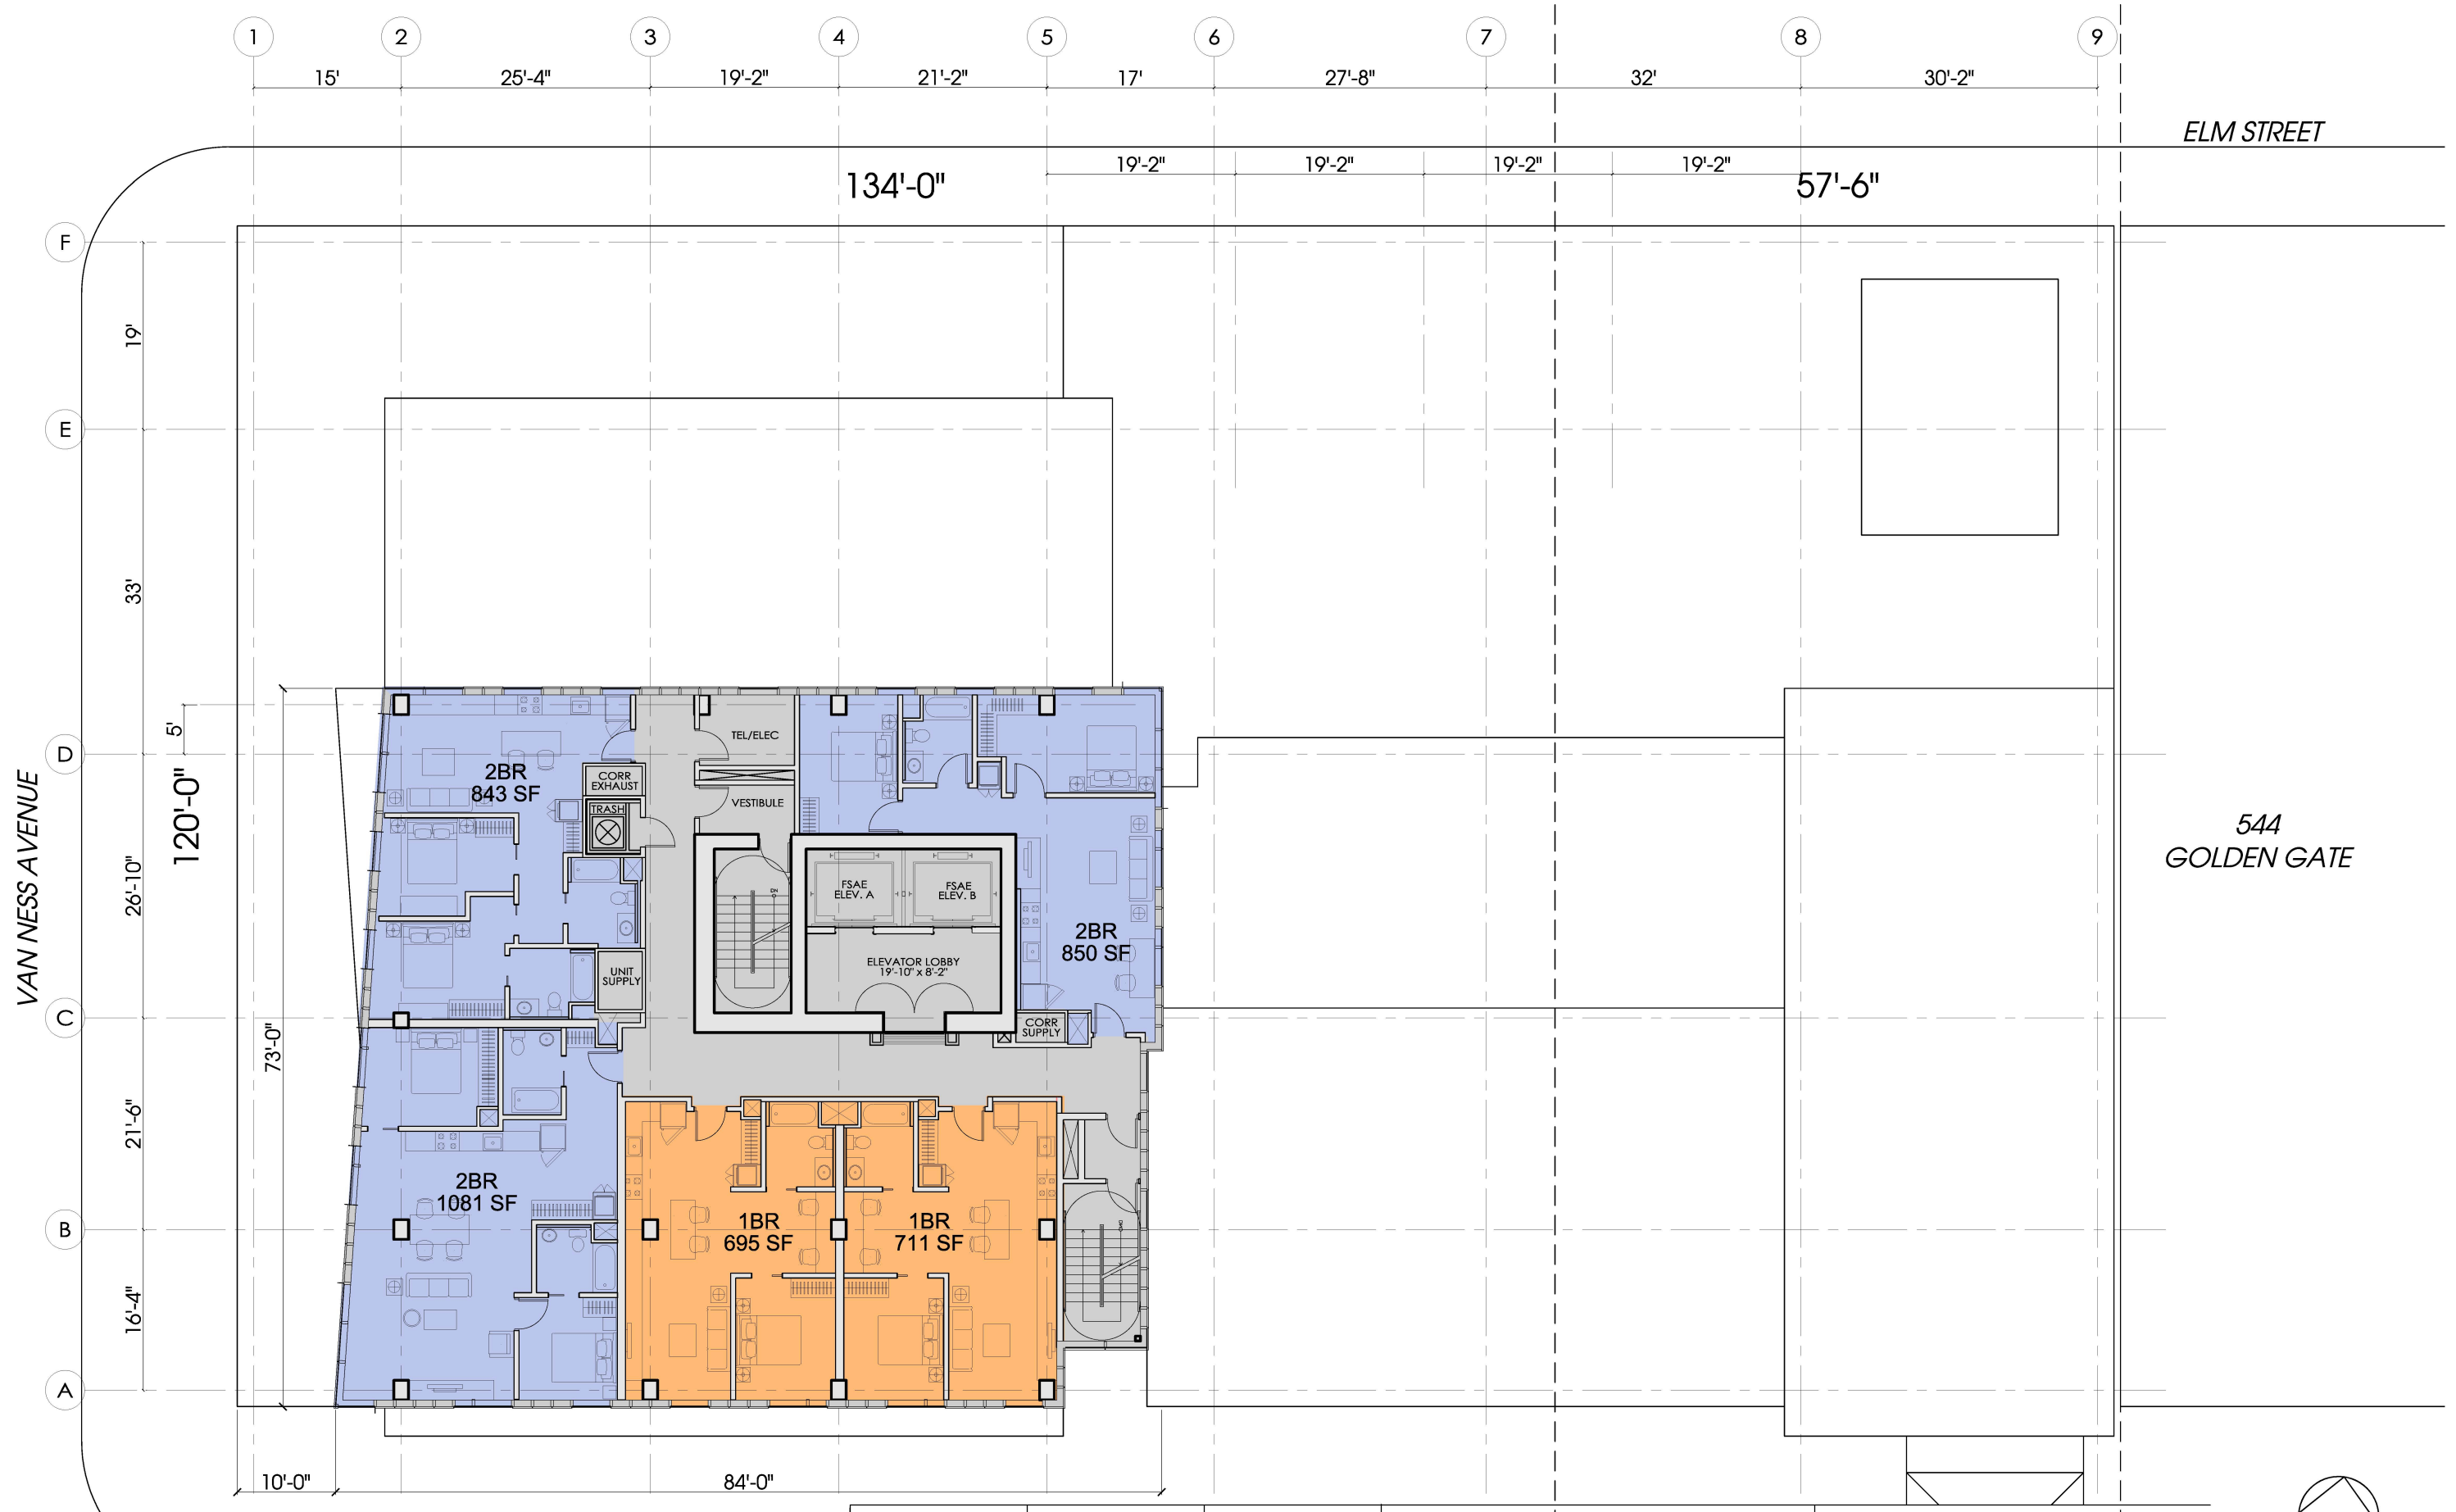 1 2 3 4 5 6 7 8 9
15' 25'-4" 19'-2" 21'-2" 17' 27'-8" 32' 30'-2"
ELM STREET
19'-2" 19'-2" 19'-2" 19'-2"
134'-0" 57'-6"
F
19'
E
33'
5'
D
TEL/ELEC
2BR
843 SF
CORR
EXHAUST
TRASH
VESTIBULE
120'-0"
VAN NESS AVENUE
544
GOLDEN GATE
26'-10"
FSAE
ELEV. A
FSAE
ELEV. B
DN
2BR
850 SF
UNIT
SUPPLY
ELEVATOR LOBBY
19'-10" x 8'-2"
C
CORR
SUPPLY
73'-0"
21'-6"
2BR
1081 SF
B
1BR
695 SF
1BR
711 SF
16'-4"
A
10'-0" 84'-0"